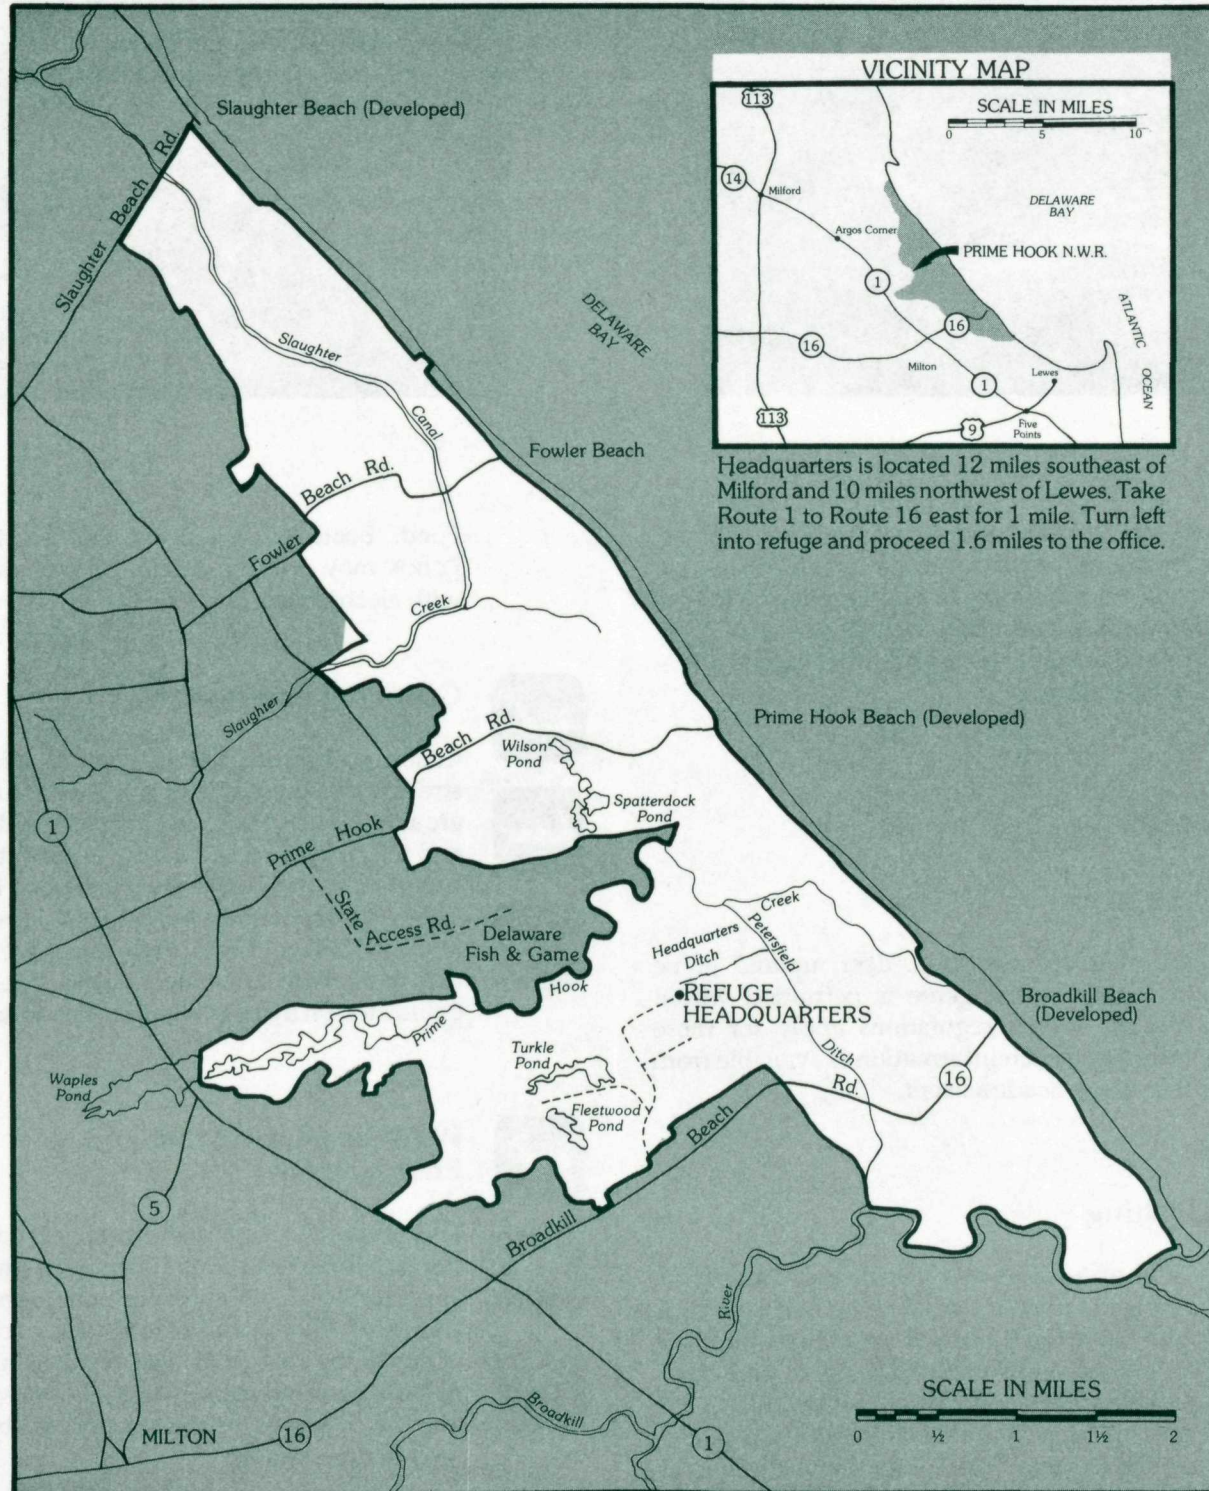 VICINITY MAP
SCALE IN MILES
0 5 10
113
14
Milford
Argos Corner
DELAWARE
BAY
PRIME HOOK N.W.R.
1
16
16
Milton
1
Lewes
ATLANTIC
OCEAN
113
9
Five
Points
Headquarters is located 12 miles southeast of
Milford and 10 miles northwest of Lewes. Take
Route 1 to Route 16 east for 1 mile. Turn left
into refuge and proceed 1.6 miles to the office.
Slaughter Beach (Developed)
Slaughter Beach Rd.
DELAWARE
BAY
Slaughter
Canal
Fowler Beach
Fowler Beach Rd.
Slaughter Creek
Prime Hook Beach (Developed)
Prime Hook Beach Rd.
Wilson
Pond
Spatterdock
Pond
1
State
Access Rd.
Delaware
Fish & Game
Prime Hook Creek
Petersfield Ditch
Headquarters
Ditch
REFUGE
HEADQUARTERS
Broadkill Beach
(Developed)
Turkle
Pond
Fleetwood
Pond
Waples
Pond
16
Broadkill Beach Rd.
5
Broadkill River
MILTON
16
1
SCALE IN MILES
0 ½ 1 1½ 2